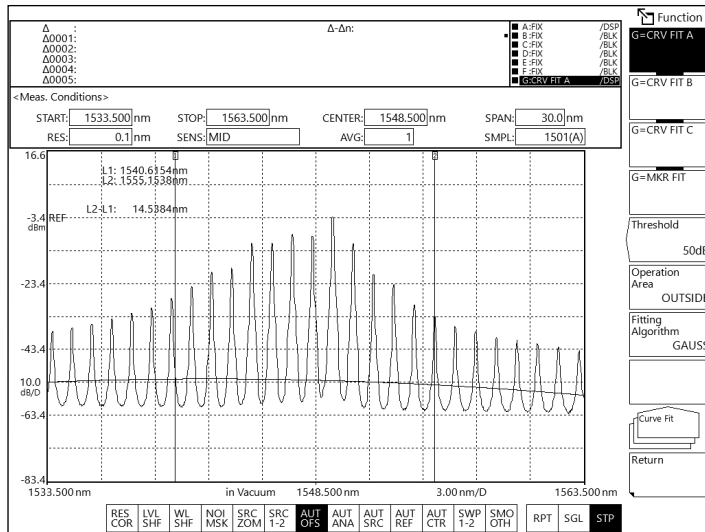 Δ : Δ-Δn:
Δ0001:
Δ0002:
Δ0003:
Δ0004:
Δ0005:
A:FIX /DSP
B:FIX /BLK
C:FIX /BLK
D:FIX /BLK
E:FIX /BLK
F:FIX /BLK
G:CRV FIT A /DSP
<Meas. Conditions>
START: 1533.500 nm STOP: 1563.500 nm CENTER: 1548.500 nm SPAN: 30.0 nm
RES: 0.1 nm SENS: MID AVG: 1 SMPL: 1501(A)
16.6
1 2
L1: 1540.6154nm
L2: 1555.1538nm
L2-L1: 14.5384nm
-3.4 REF
dBm
-23.4
-43.4
10.0
dB/D
-63.4
-83.4
1533.500 nm in Vacuum 1548.500 nm 3.00 nm/D 1563.500 nm
RES COR LVL SHF WL SHF NOI MSK SRC ZOM SRC 1-2 AUT OFS AUT ANA AUT SRC AUT REF AUT CTR SWP 1-2 SMO OTH RPT SGL STP
Function
G=CRV FIT A
G=CRV FIT B
G=CRV FIT C
G=MKR FIT
Threshold
50dB
Operation
Area
OUTSIDE
Fitting
Algorithm
GAUSS
Curve Fit
Return